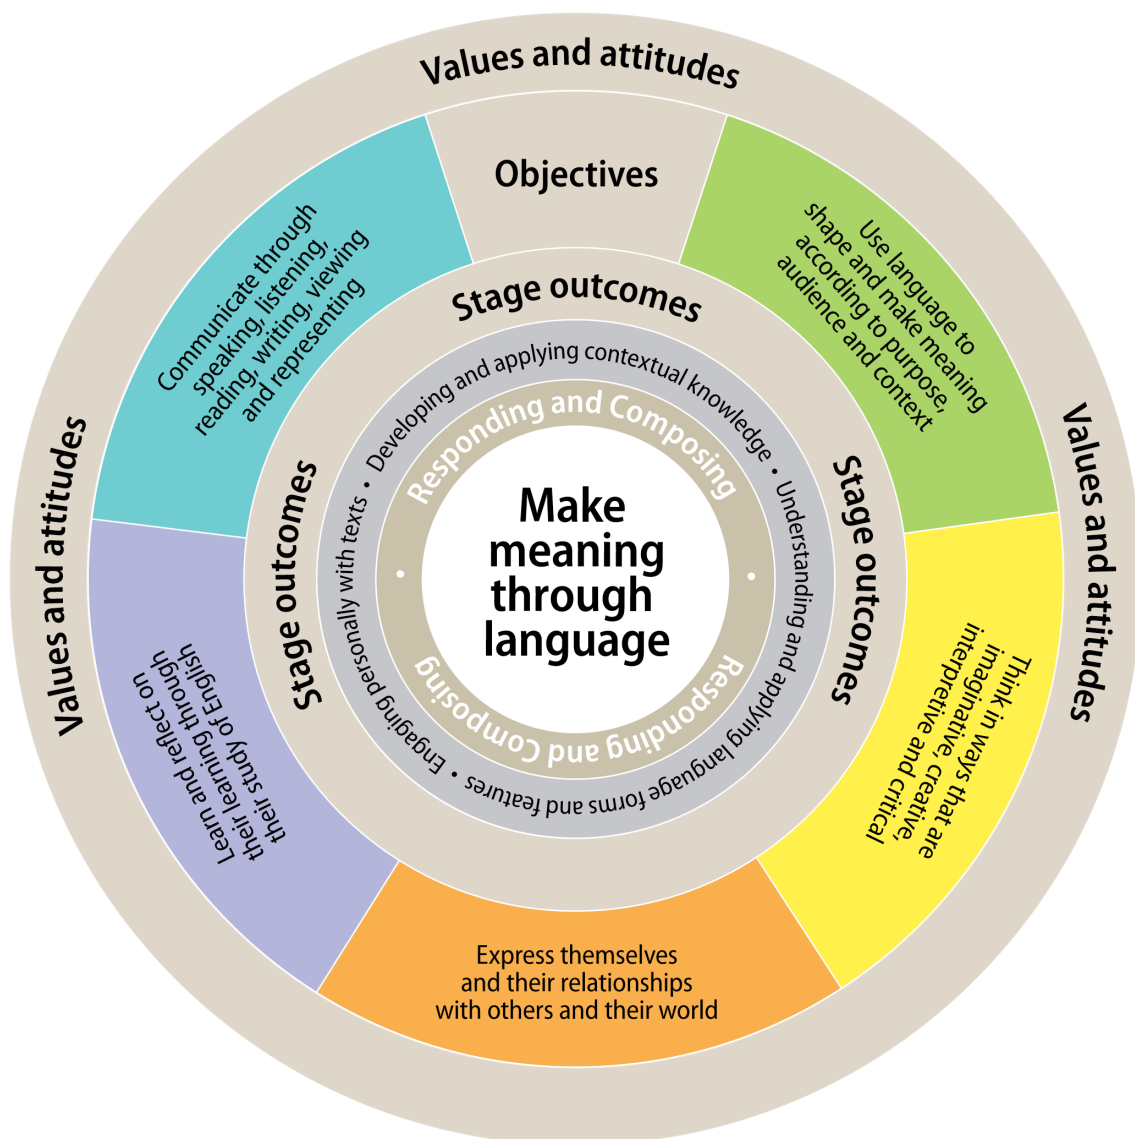 Values and attitudes
Objectives
Use language to
shape and make meaning
according to purpose,
audience and context
Values and attitudes
Think in ways that are
imaginative, creative,
interpretive and critical
Express themselves
and their relationships
with others and their world
Learn and reflect on
their learning through
their study of English
Values and attitudes
Communicate through
speaking, listening,
reading, writing, viewing
and representing
Stage outcomes
Stage outcomes
Stage outcomes
Developing and applying contextual knowledge • Understanding and applying language forms and features • Engaging personally with texts •
Responding and Composing •
Responding and Composing •
Make
meaning
through
language